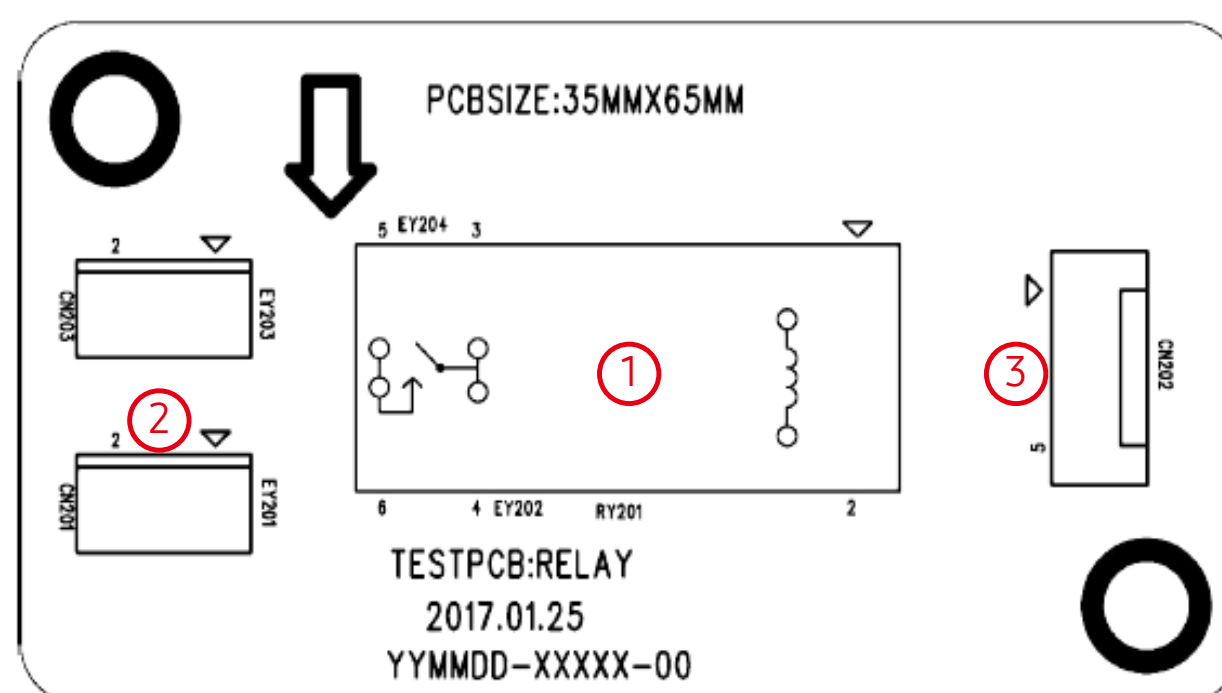 PCBSIZE:35MMX65MM
5 EY204 3
2
CN203
EY203
1
2
3
5
CN202
2
CN201
EY201
6
4 EY202
RY201
2
TESTPCB:RELAY
2017.01.25
YYMMDD-XXXXX-00